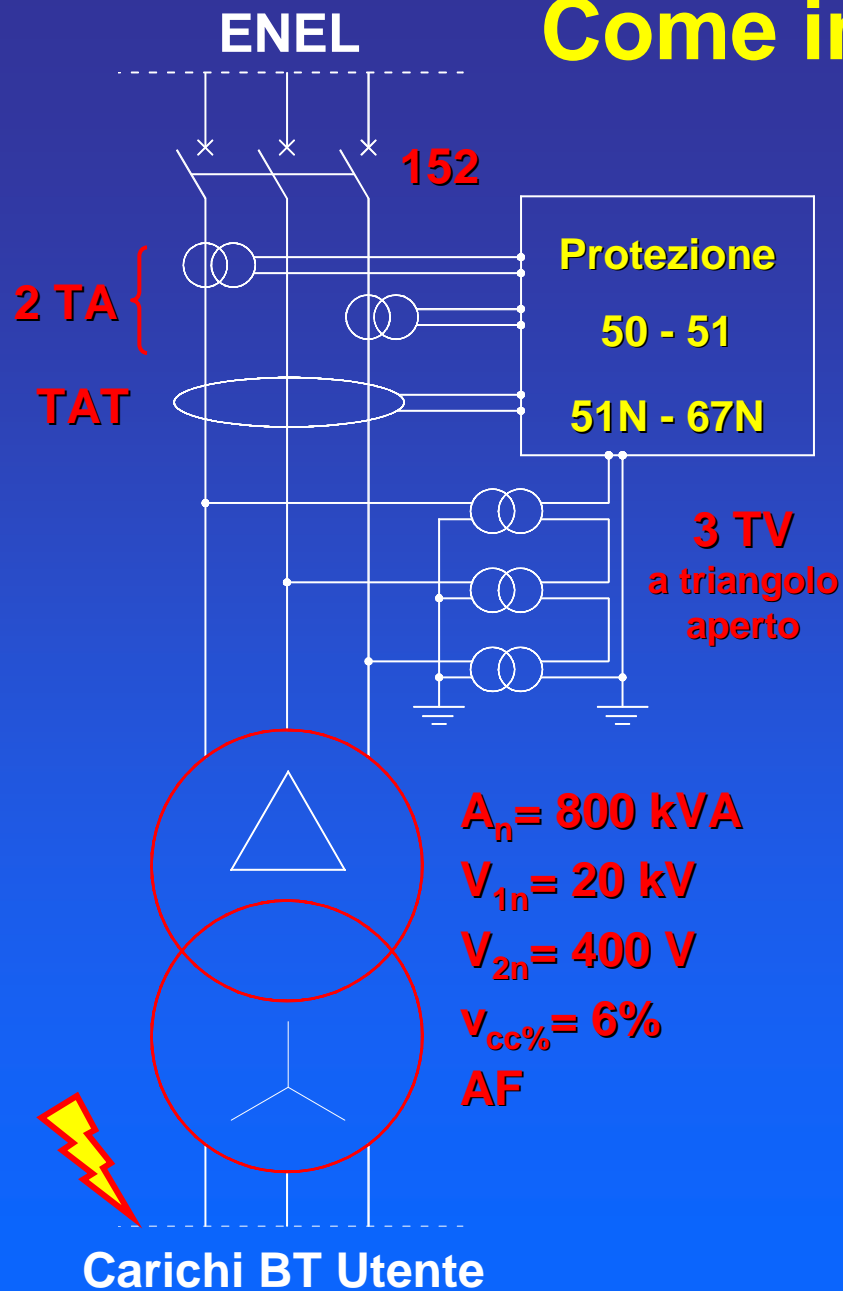 ENEL
Come in
152
2 TA
TAT
Protezione
50 - 51
51N - 67N
3 TV
a triangolo
aperto
An= 800 kVA
V1n= 20 kV
V2n= 400 V
vcc%= 6%
AF
Carichi BT Utente